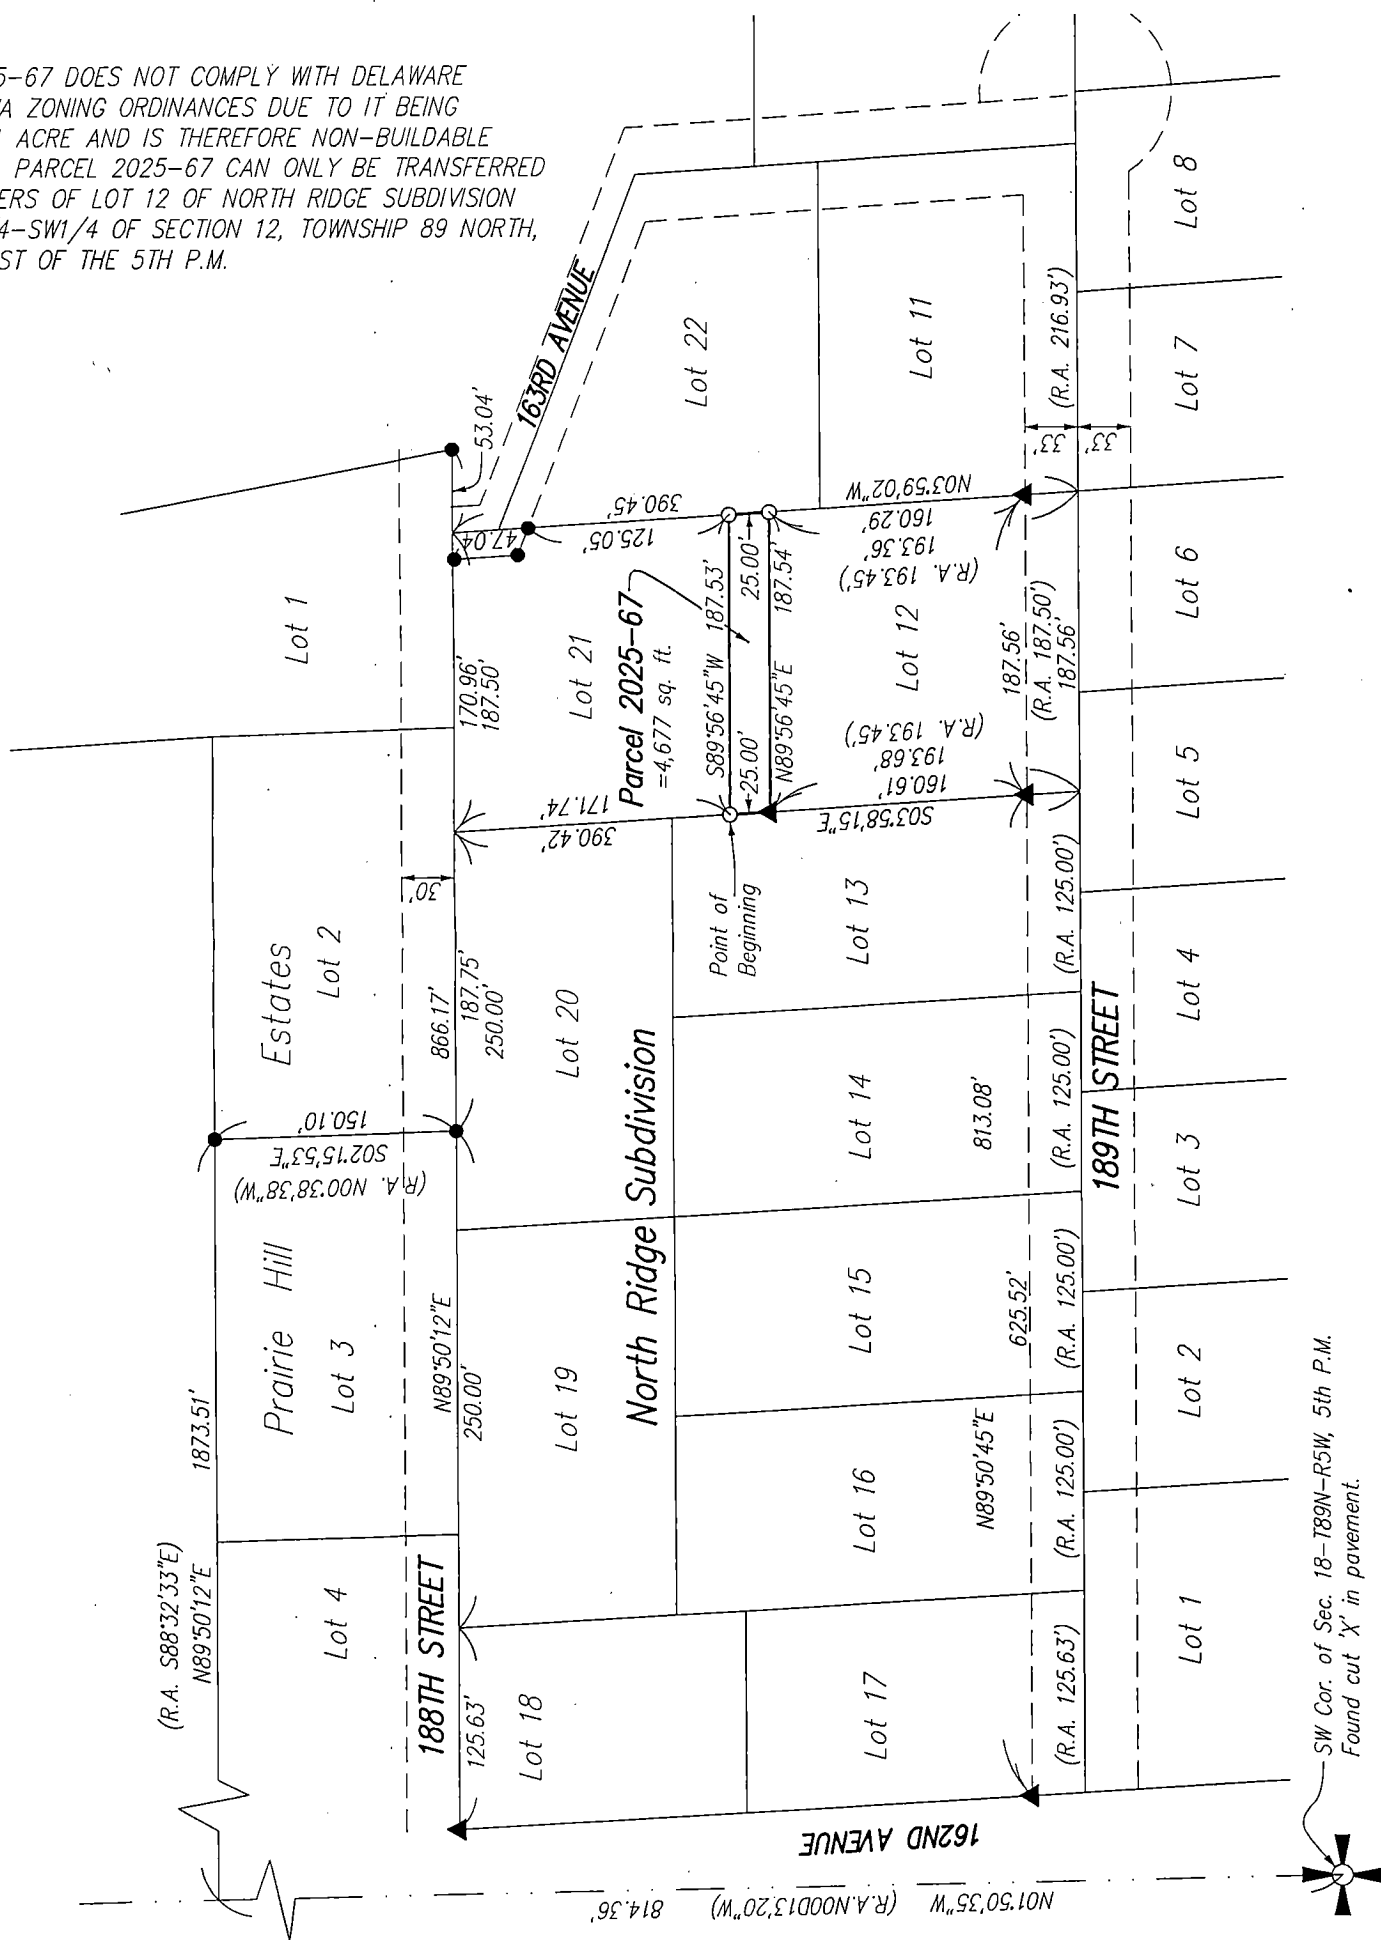 5-67 DOES NOT COMPLY WITH DELAWARE
VA ZONING ORDINANCES DUE TO IT BEING
ACRE AND IS THEREFORE NON-BUILDABLE
PARCEL 2025-67 CAN ONLY BE TRANSFERRED
ERS OF LOT 12 OF NORTH RIDGE SUBDIVISION
4-SW1/4 OF SECTION 12, TOWNSHIP 89 NORTH,
ST OF THE 5TH P.M.
163RD AVENUE
53.04'
Lot 22
Lot 11
Lot 8
Lot 7
(R.A. 216.93')
33'
33'
Lot 1
47.04'
390.45'
125.05'
N03°59'02"W
160.29'
193.36'
(R.A. 193.45')
170.96'
187.50'
Lot 21
Parcel 2025-67
=4,677 sq. ft.
S89°56'45"W 187.53'
25.00'
25.00'
N89°56'45"E 187.54'
Lot 12
187.56'
(R.A. 187.50')
187.56'
Lot 6
(R.A. 193.45')
193.68'
160.61'
S03°58'15"E
171.74'
390.42'
Lot 5
30'
Estates
Lot 2
866.17'
187.75'
250.00'
Lot 20
Point of
Beginning
Lot 13
(R.A. 125.00')
Lot 4
150.10'
S02°15'53"E
(R.A. N00°38'38"W)
North Ridge Subdivision
Lot 14
813.08'
(R.A. 125.00')
189TH STREET
Lot 3
1873.51'
Prairie Hill
Lot 3
N89°50'12"E
250.00'
Lot 19
Lot 15
625.52'
(R.A. 125.00')
Lot 2
Lot 16
N89°50'45"E
(R.A. 125.00')
(R.A. S88°32'33"E)
N89°50'12"E
Lot 4
188TH STREET
125.63'
Lot 18
Lot 17
(R.A. 125.63')
Lot 1
162ND AVENUE
N01°50'35"W (R.A.N00D13'20"W) 814.36'
SW Cor. of Sec. 18-T89N-R5W, 5th P.M.
Found cut 'X' in pavement.